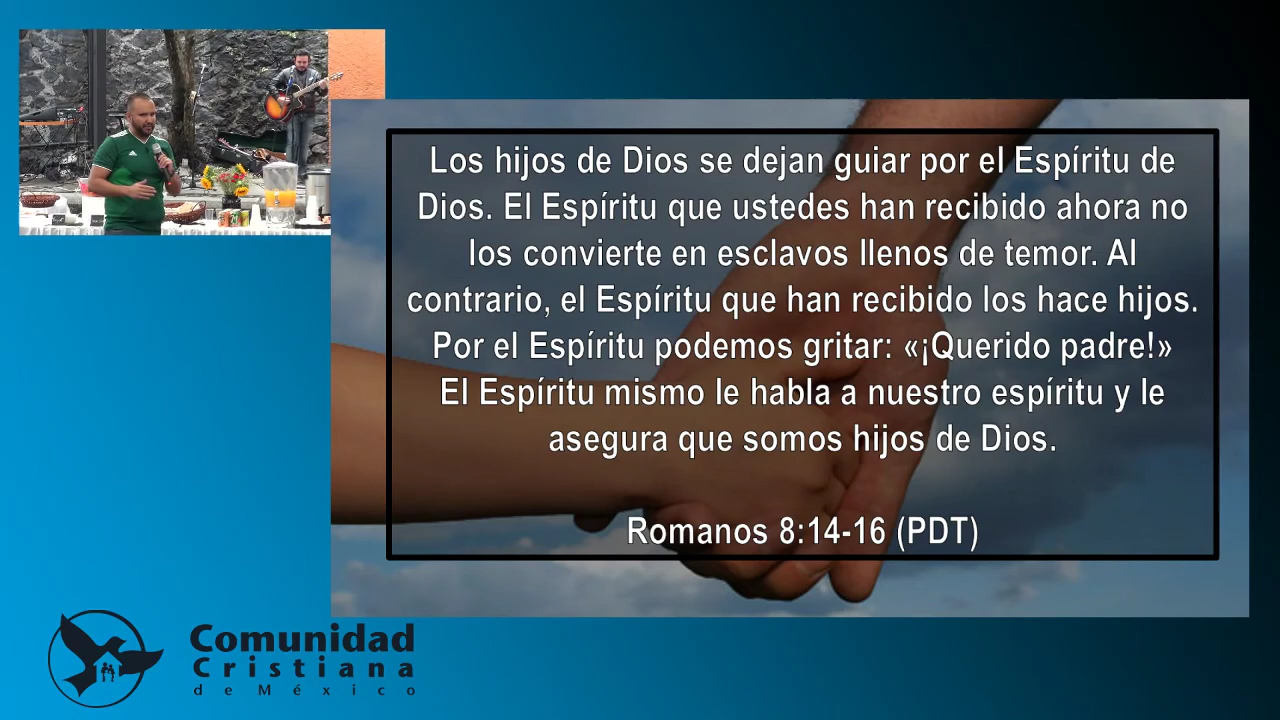 Los hijos de Dios se dejan guiar por el Espíritu de
Dios. El Espíritu que ustedes han recibido ahora no
los convierte en esclavos llenos de temor. Al
contrario, el Espíritu que han recibido los hace hijos.
Por el Espíritu podemos gritar: «¡Querido padre!»
El Espíritu mismo le habla a nuestro espíritu y le
asegura que somos hijos de Dios.
Romanos 8:14-16 (PDT)
Comunidad
Cristiana
de México